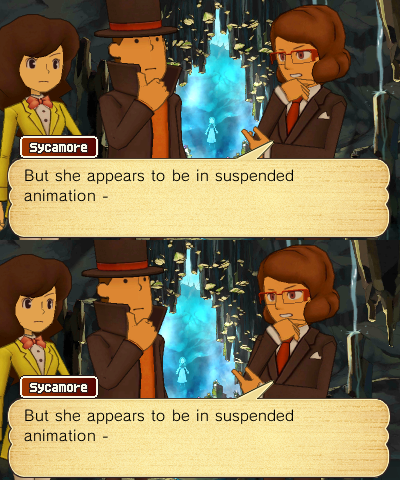 Sycamore
But she appears to be in suspended
animation -
Sycamore
But she appears to be in suspended
animation -